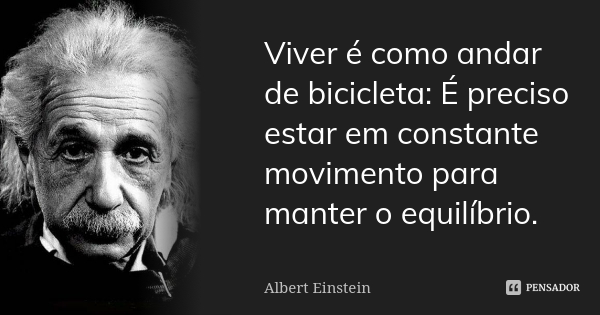 Viver é como andar
de bicicleta: É preciso
estar em constante
movimento para
manter o equilíbrio.
Albert Einstein
PENSADOR